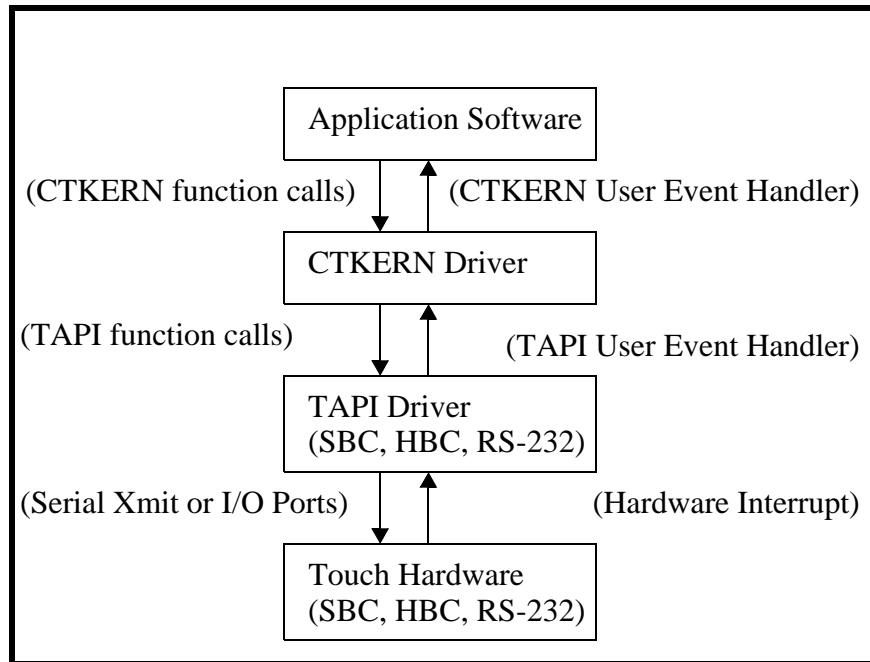 Application Software
(CTKERN function calls)
(CTKERN User Event Handler)
CTKERN Driver
(TAPI function calls)
(TAPI User Event Handler)
TAPI Driver
(SBC, HBC, RS-232)
(Serial Xmit or I/O Ports)
(Hardware Interrupt)
Touch Hardware
(SBC, HBC, RS-232)